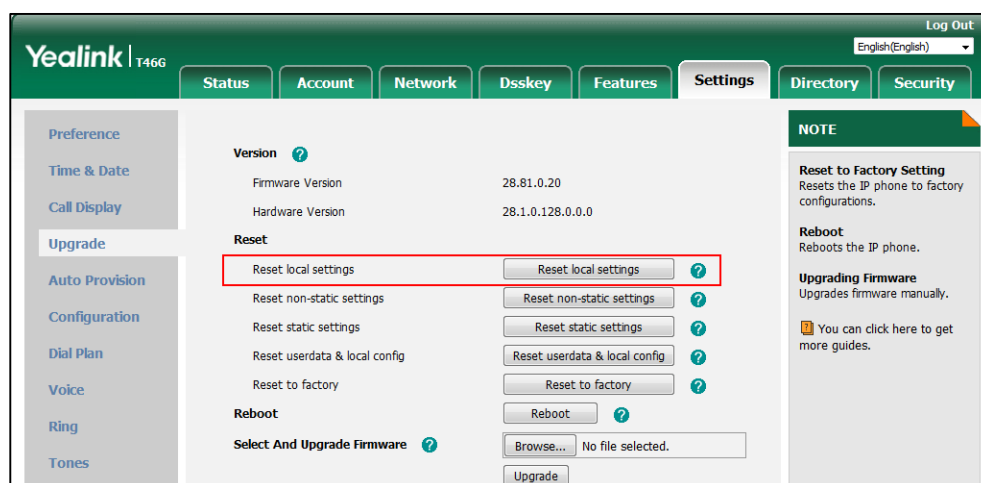 Log Out
Yealink T46G
English(English)
Status Account Network Dsskey Features Settings Directory Security
Preference
Time & Date
Call Display
Upgrade
Auto Provision
Configuration
Dial Plan
Voice
Ring
Tones
Version ?
Firmware Version 28.81.0.20
Hardware Version 28.1.0.128.0.0.0
Reset
Reset local settings Reset local settings ?
Reset non-static settings Reset non-static settings ?
Reset static settings Reset static settings ?
Reset userdata & local config Reset userdata & local config ?
Reset to factory Reset to factory ?
Reboot Reboot ?
Select And Upgrade Firmware ? Browse... No file selected.
Upgrade
NOTE
Reset to Factory Setting
Resets the IP phone to factory
configurations.
Reboot
Reboots the IP phone.
Upgrading Firmware
Upgrades firmware manually.
? You can click here to get
more guides.